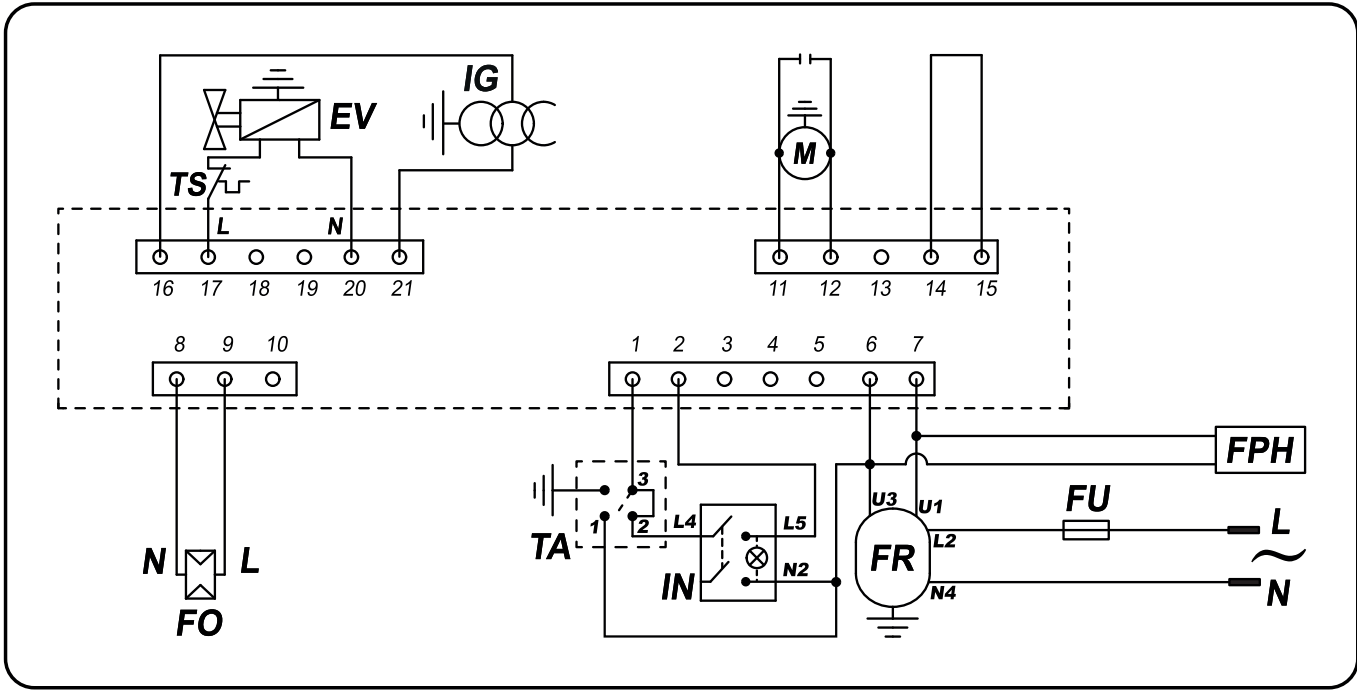 IG
EV
M
TS
L N
16 17 18 19 20 21
11 12 13 14 15
8 9 10
1 2 3 4 5 6 7
FPH
3
U3 U1
FU
1 2 L4 L5
L
TA
L2
N L
FR
IN N2
N4
N
FO